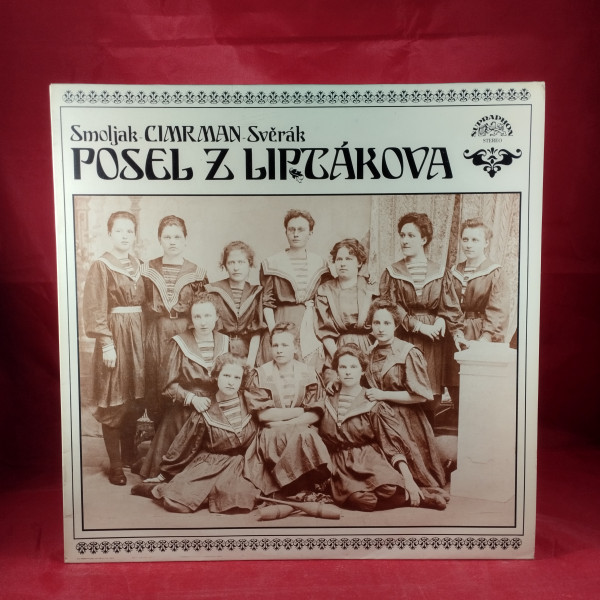 Smoljak-CIMRMAN-Svěrák
POSEL Z LIPTÁKOVA
SUPRAPHON
STEREO